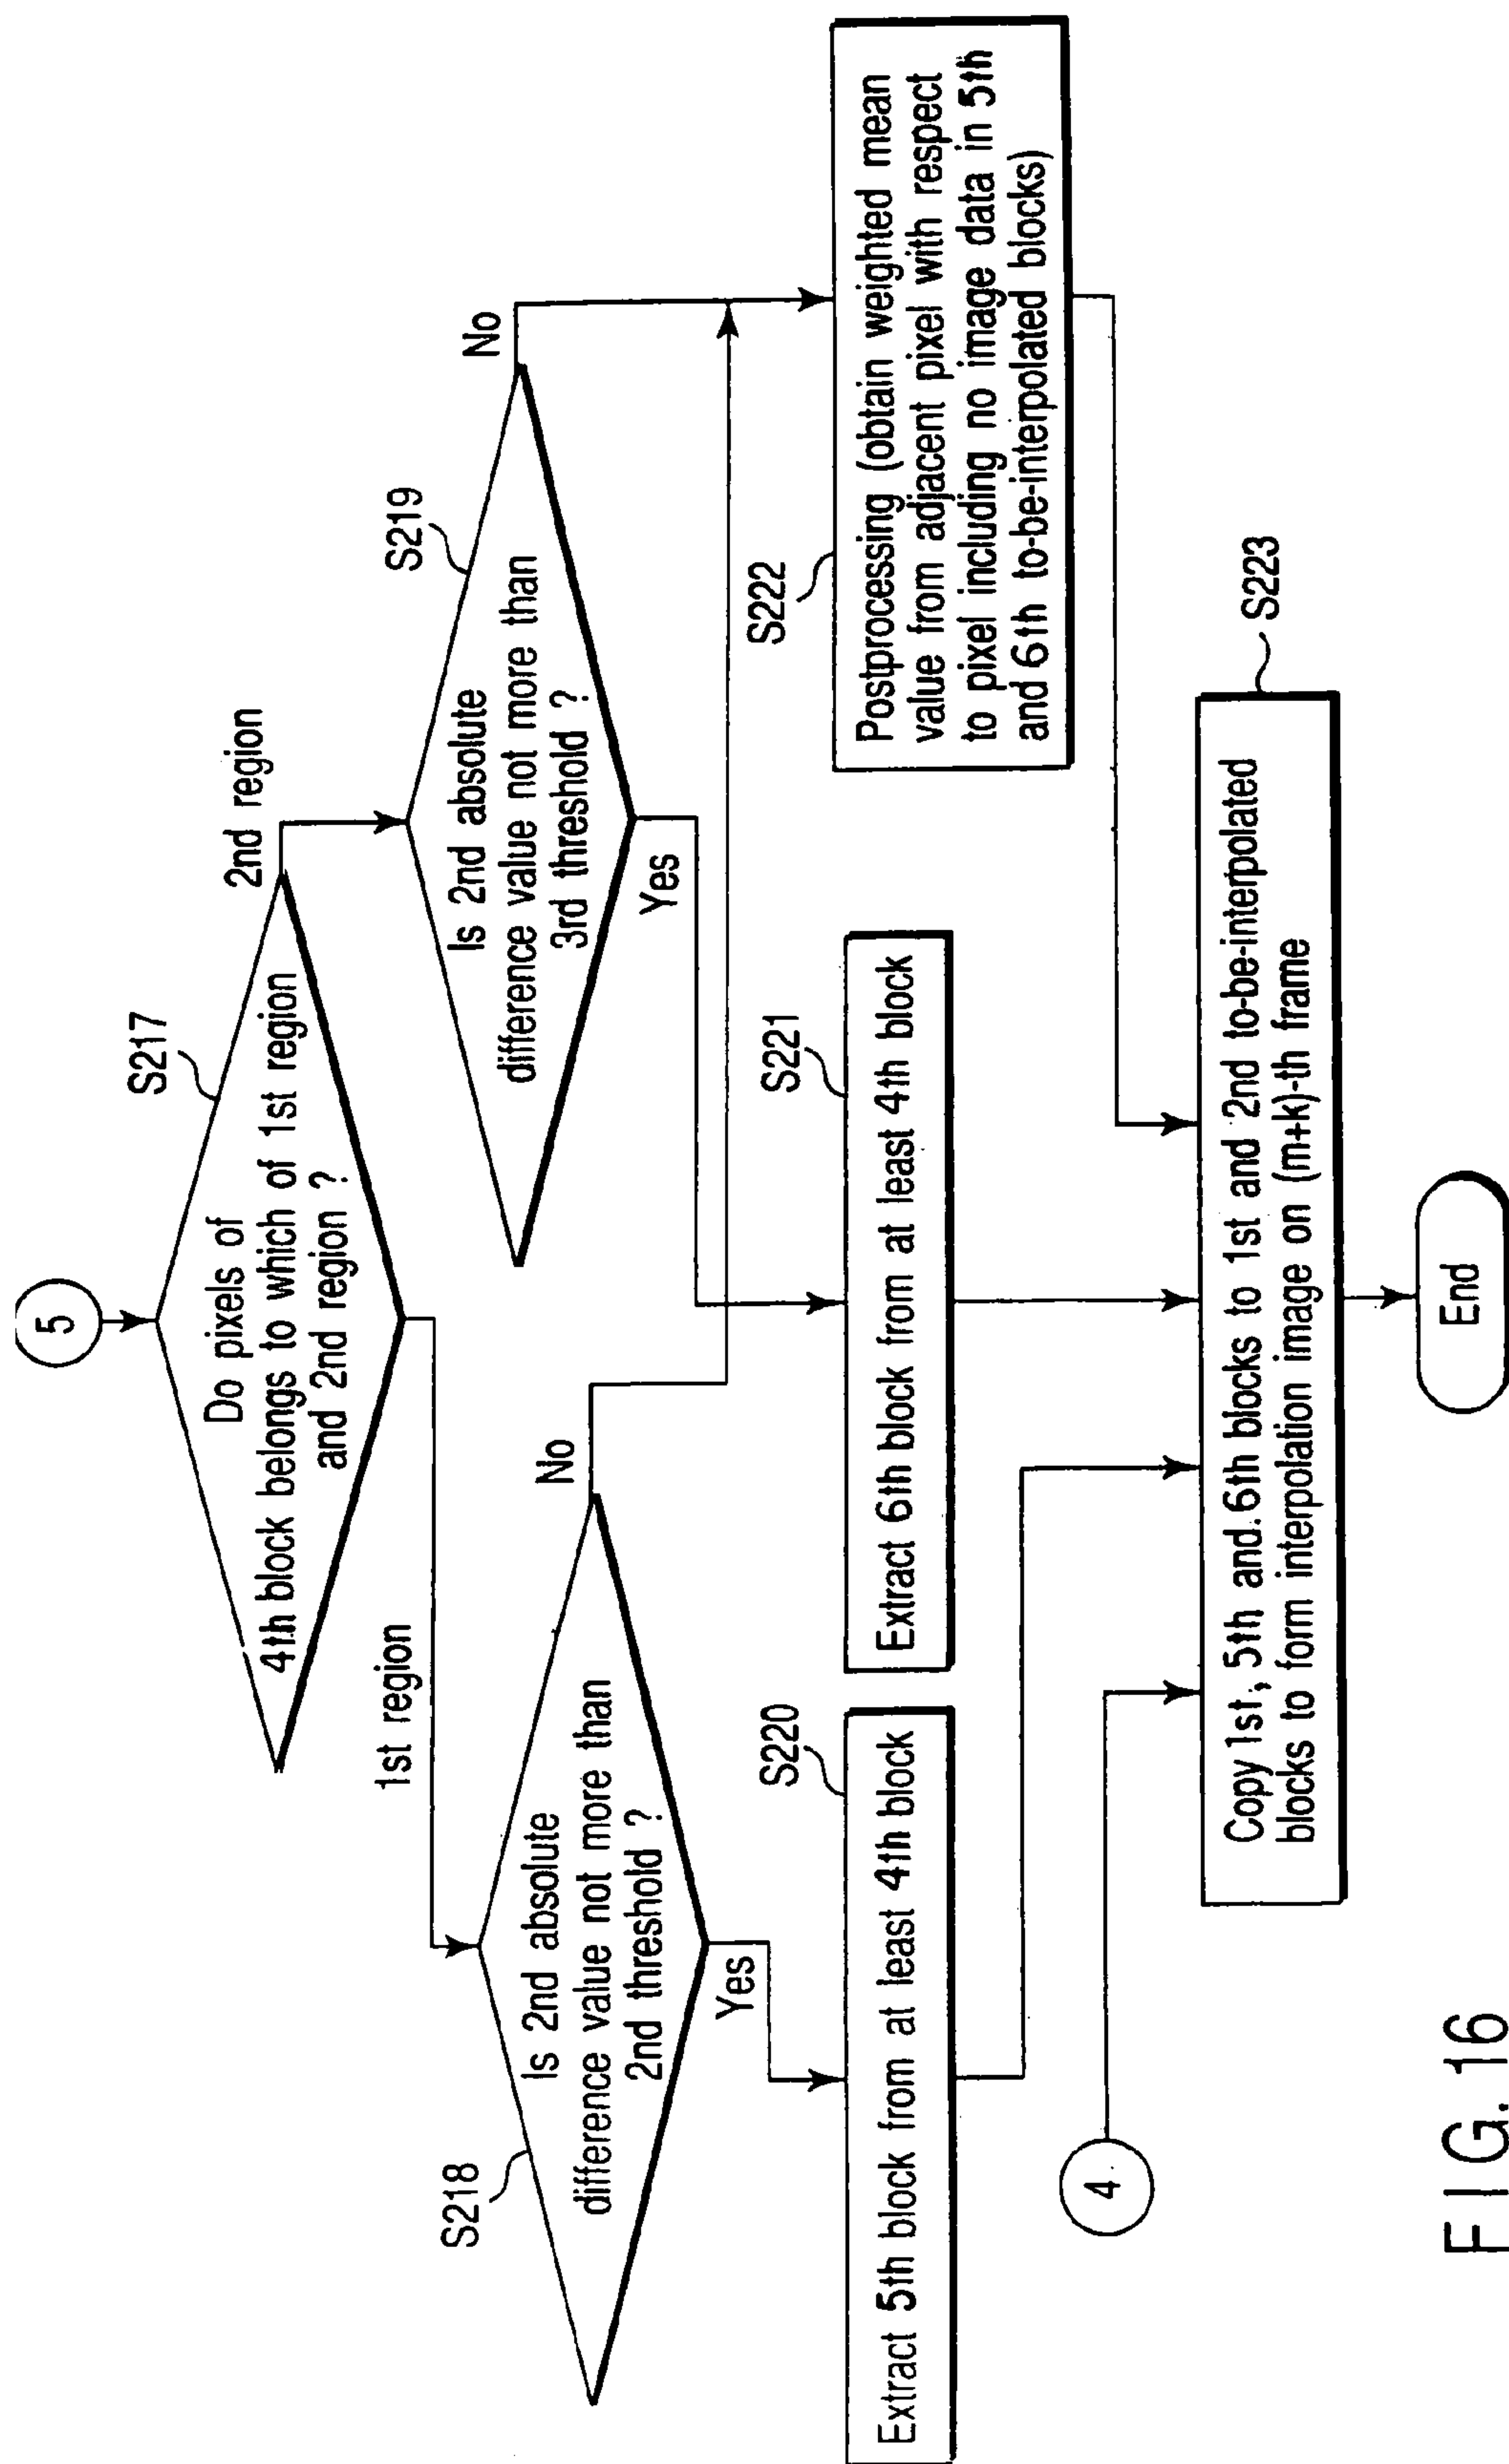 5
S217
Do pixels of
4th block belongs to which of 1st region
and 2nd region ?
1st region
2nd region
S218
Is 2nd absolute
difference value not more than
2nd threshold ?
No
Yes
S219
Is 2nd absolute
difference value not more than
3rd threshold ?
No
Yes
S220
Extract 5th block from at least 4th block
S221
Extract 6th block from at least 4th block
S222
Postprocessing (obtain weighted mean
value from adjacent pixel with respect
to pixel including no image data in 5th
and 6th to-be-interpolated blocks)
4
S223
Copy 1st, 5th and 6th blocks to 1st and 2nd to-be-interpolated
blocks to form interpolation image on (m+k)-th frame
End
FIG. 16